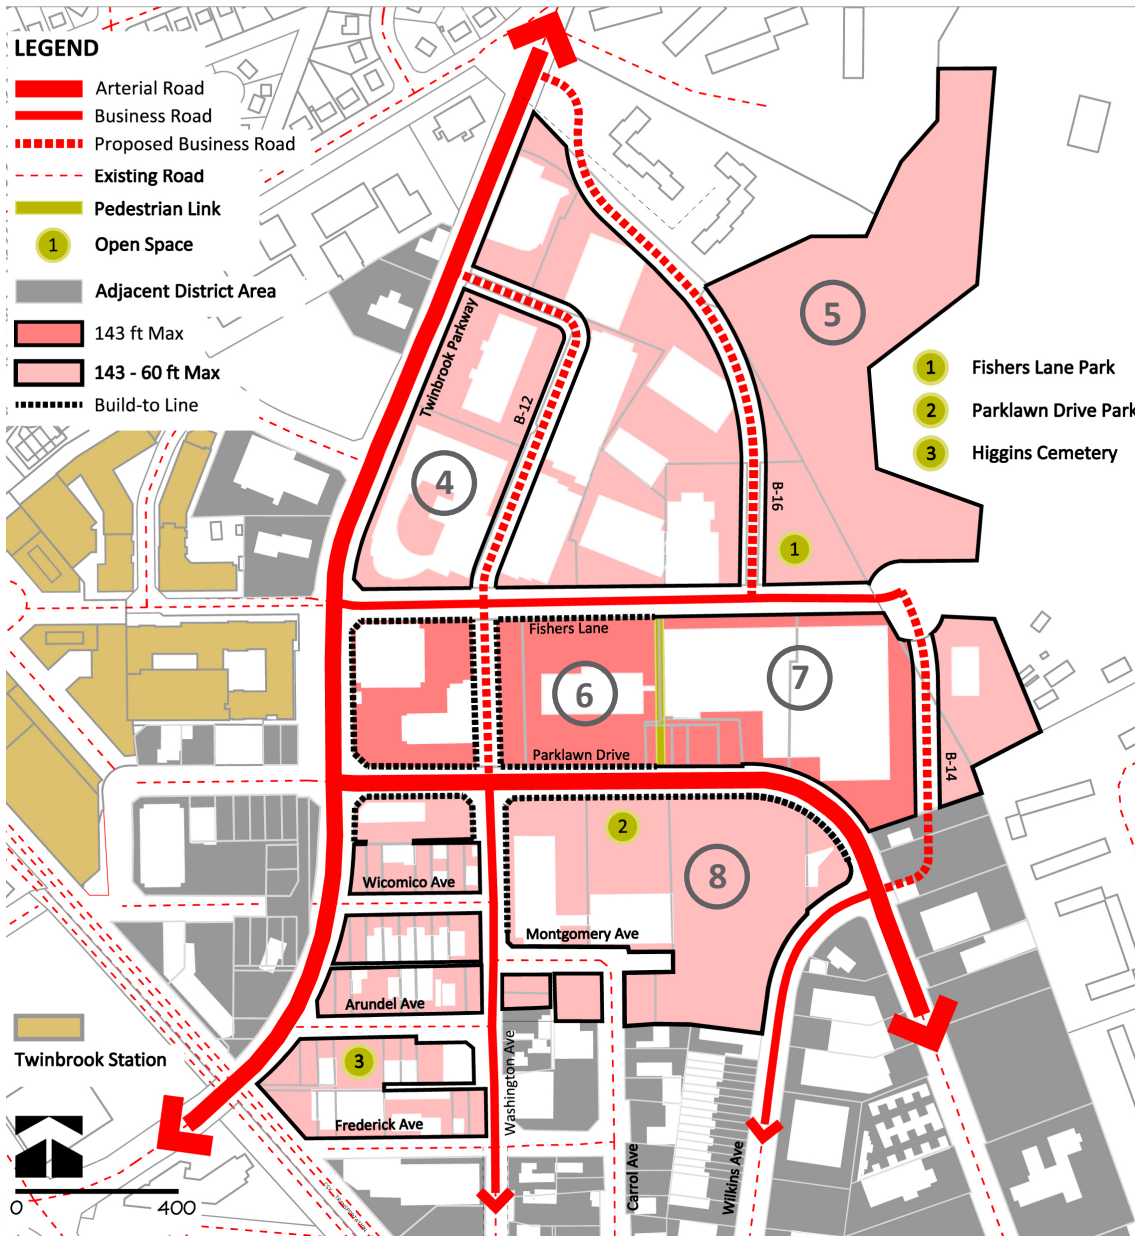 LEGEND
Arterial Road
Business Road
Proposed Business Road
Existing Road
Pedestrian Link
1 Open Space
Adjacent District Area
143 ft Max
143 - 60 ft Max
Build-to Line
Twinbrook Parkway
B-12
4
5
1 Fishers Lane Park
2 Parklawn Drive Park
3 Higgins Cemetery
B-16
1
Fishers Lane
6
7
Parklawn Drive
B-14
2
8
Wicomico Ave
Montgomery Ave
Arundel Ave
3
Frederick Ave
Washington Ave
Carrol Ave
Wilkins Ave
Twinbrook Station
0 400